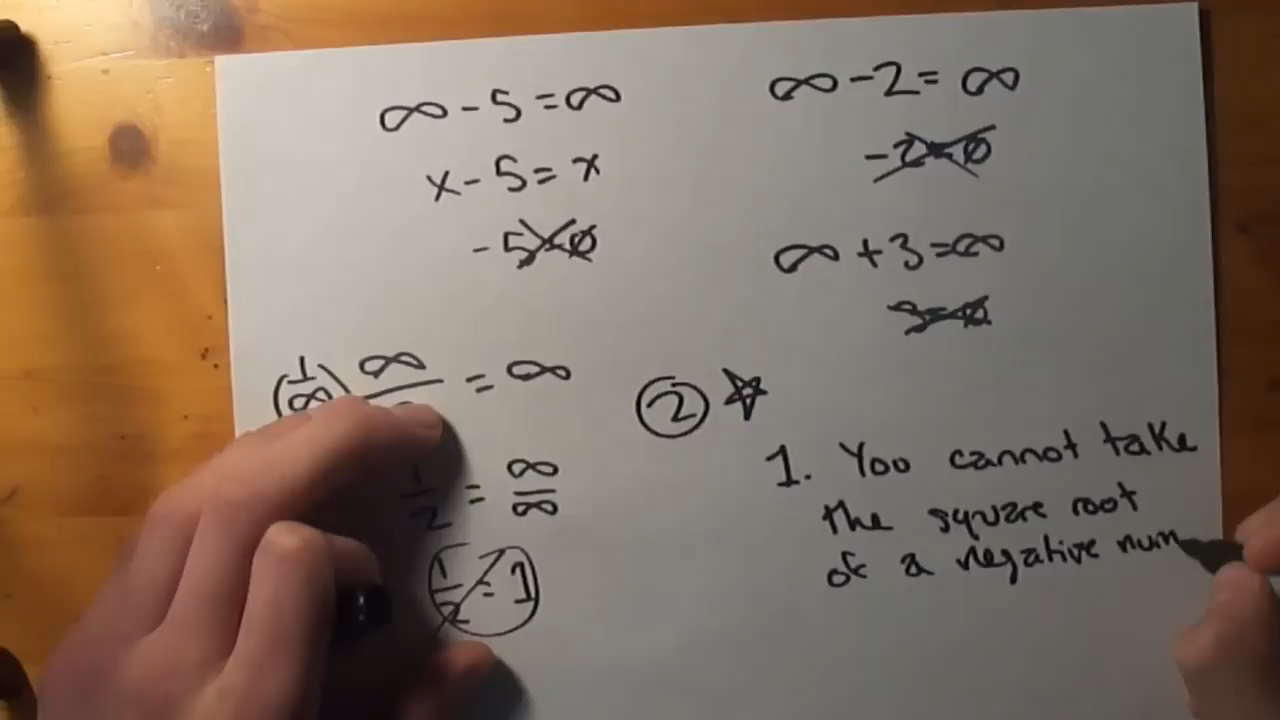 ∞ - 5 = ∞
x - 5 = x
- 5 = 0
∞ - 2 = ∞
- 2 = 0
∞ + 3 = ∞
3 = 0
(1/∞) ∞/ = ∞
1/2 = ∞/∞
1/2 = 1
2 ☆
1. You cannot take
the square root
of a negative num